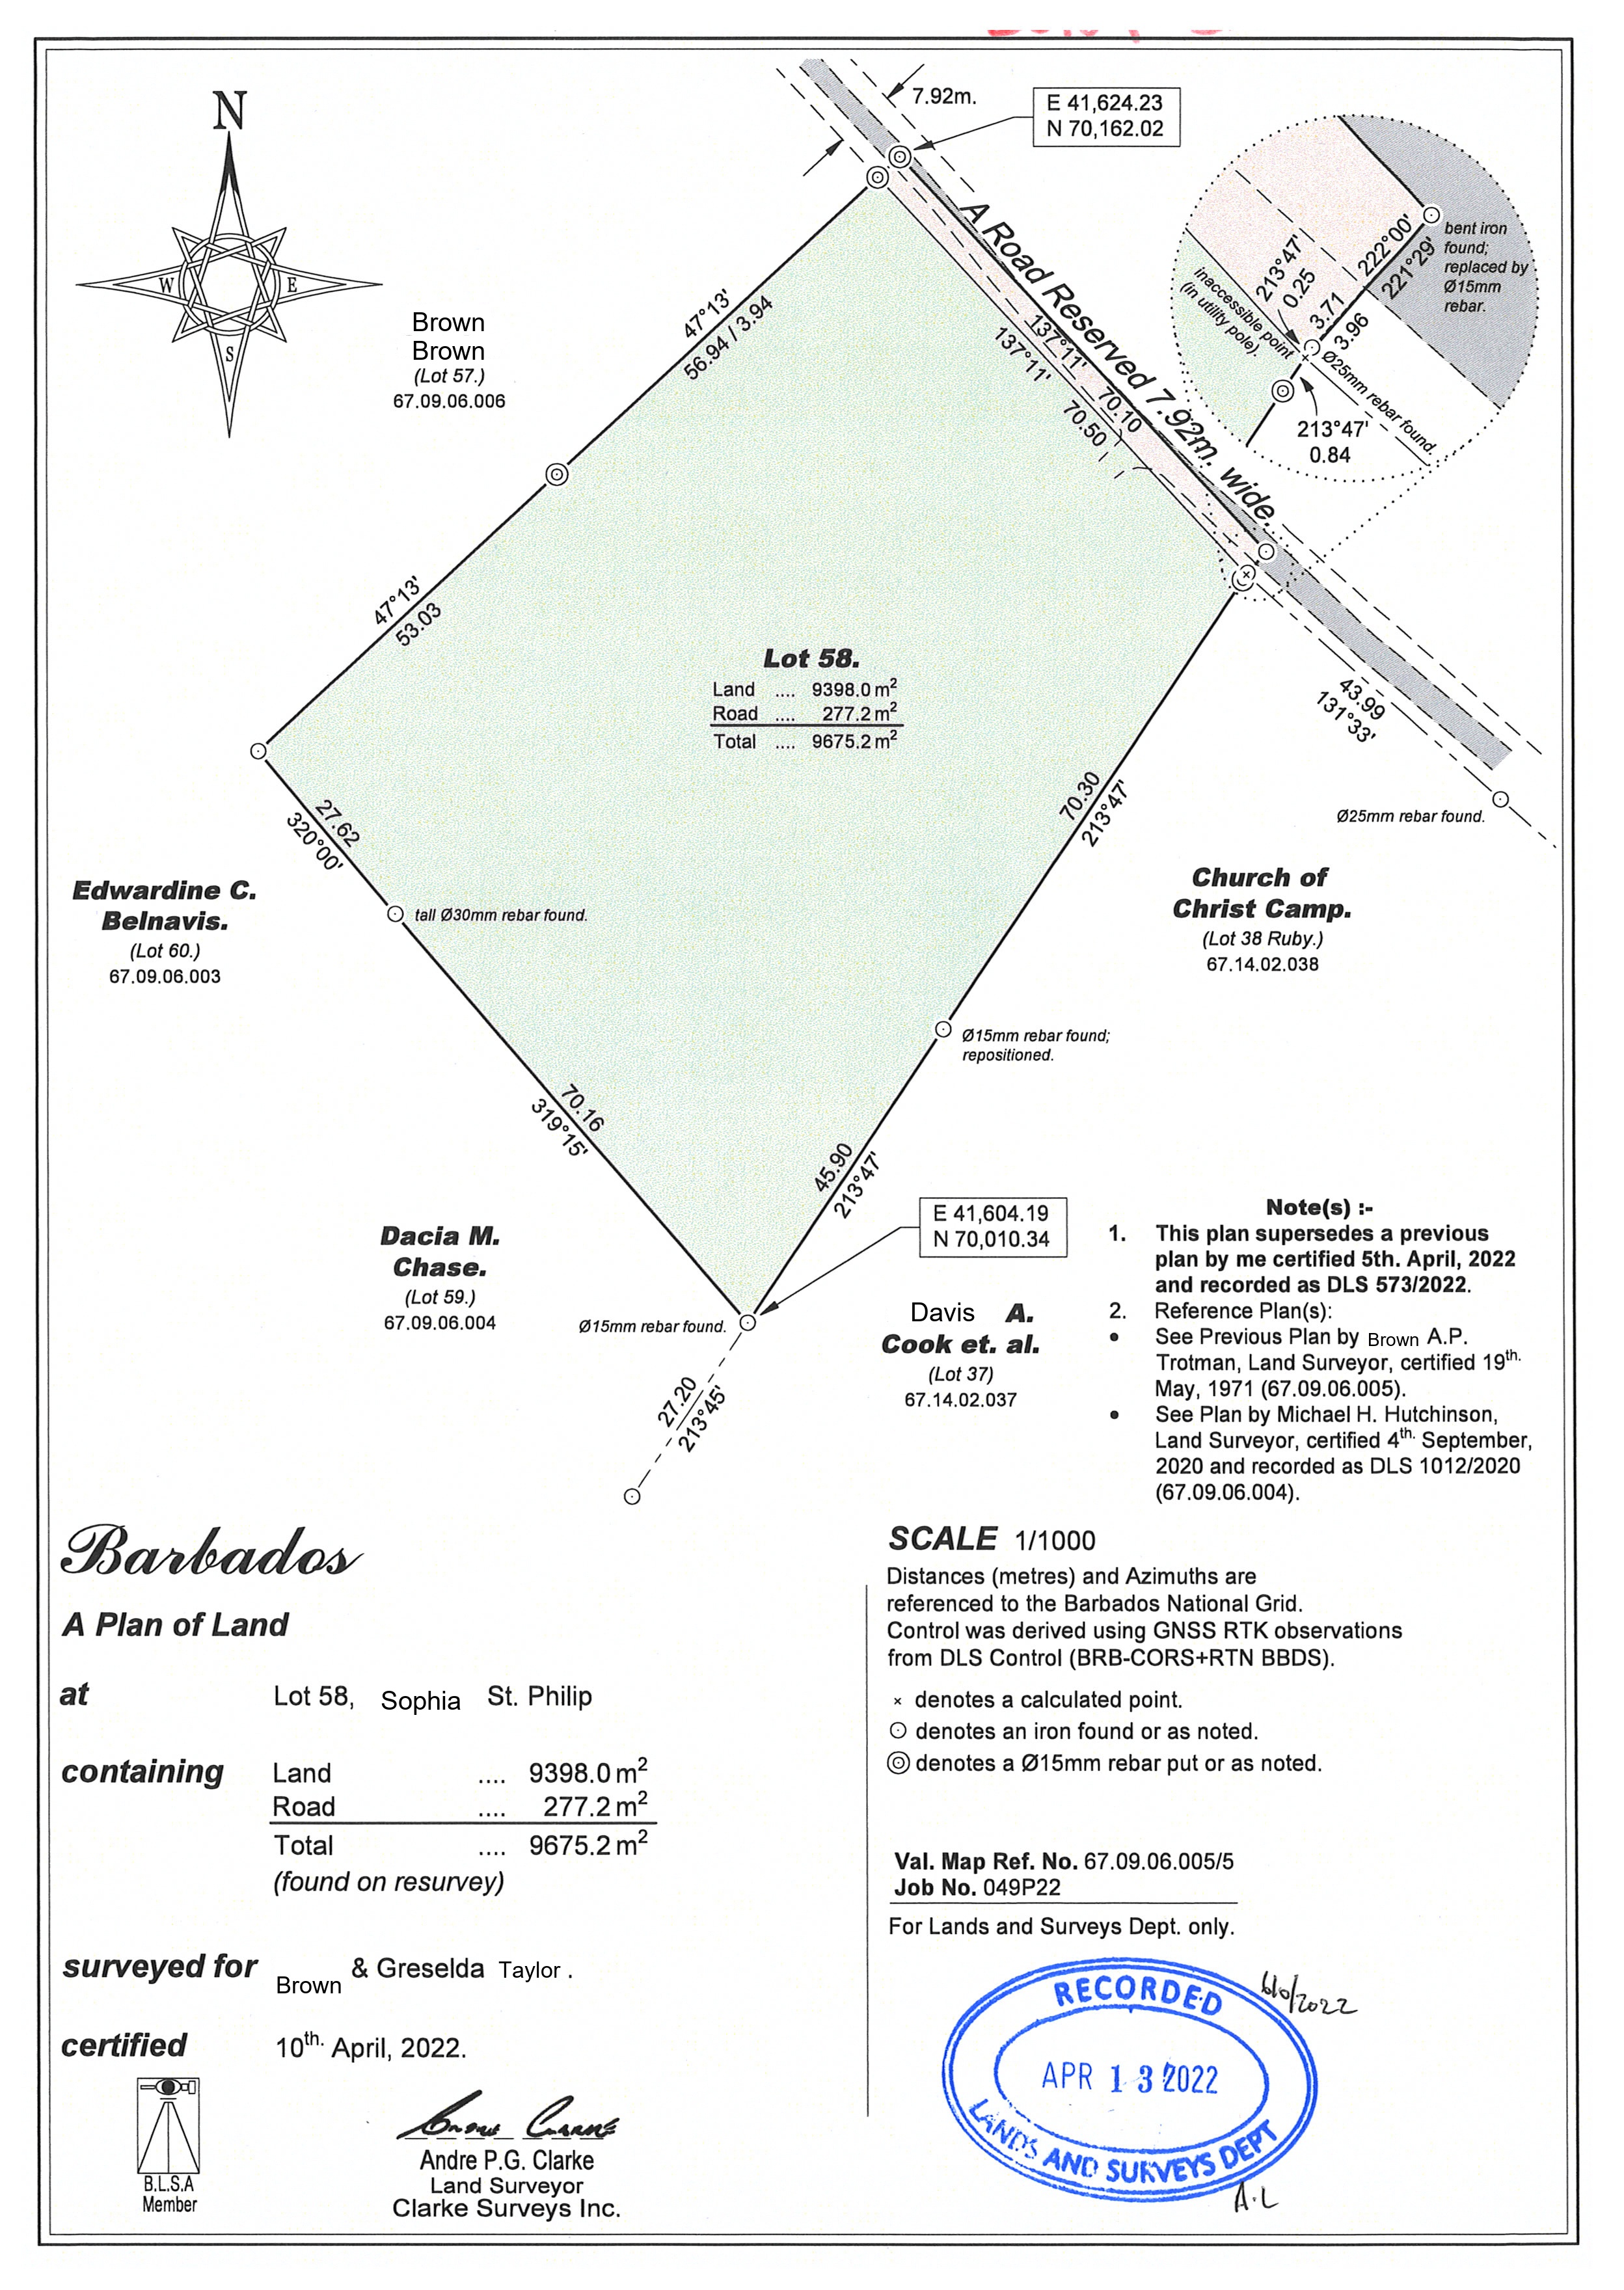 N
W
E
S
7.92m.
E 41,624.23
N 70,162.02
A Road Reserved 7.92m. wide.
213°47'
0.25
222°00'
3.71
221°29'
3.96
bent iron
found;
replaced by
Ø15mm
rebar.
inaccessible point
(in utility pole).
Ø25mm rebar found.
213°47'
0.84
Brown
Brown
(Lot 57.)
67.09.06.006
47°13'
56.94 / 3.94
137°11'
70.10
137°11'
70.50
47°13'
53.03
Lot 58.
Land .... 9398.0 m²
Road .... 277.2 m²
Total .... 9675.2 m²
43.99
131°33'
Ø25mm rebar found.
27.62
320°00'
70.30
213°47'
Edwardine C.
Belnavis.
(Lot 60.)
67.09.06.003
tall Ø30mm rebar found.
Church of
Christ Camp.
(Lot 38 Ruby.)
67.14.02.038
Ø15mm rebar found;
repositioned.
70.16
319°15'
45.90
213°47'
E 41,604.19
N 70,010.34
Dacia M.
Chase.
(Lot 59.)
67.09.06.004
Ø15mm rebar found.
Davis A.
Cook et. al.
(Lot 37)
67.14.02.037
27.20
213°45'
Note(s) :-
1. This plan supersedes a previous
plan by me certified 5th. April, 2022
and recorded as DLS 573/2022.
2. Reference Plan(s):
• See Previous Plan by Brown A.P.
Trotman, Land Surveyor, certified 19th.
May, 1971 (67.09.06.005).
• See Plan by Michael H. Hutchinson,
Land Surveyor, certified 4th. September,
2020 and recorded as DLS 1012/2020
(67.09.06.004).
Barbados
A Plan of Land
at Lot 58, Sophia St. Philip
containing Land .... 9398.0 m²
Road .... 277.2 m²
Total .... 9675.2 m²
(found on resurvey)
surveyed for Brown & Greselda Taylor .
certified 10th. April, 2022.
B.L.S.A
Member
Andre P.G. Clarke
Land Surveyor
Clarke Surveys Inc.
SCALE 1/1000
Distances (metres) and Azimuths are
referenced to the Barbados National Grid.
Control was derived using GNSS RTK observations
from DLS Control (BRB-CORS+RTN BBDS).
× denotes a calculated point.
denotes an iron found or as noted.
denotes a Ø15mm rebar put or as noted.
Val. Map Ref. No. 67.09.06.005/5
Job No. 049P22
For Lands and Surveys Dept. only.
RECORDED
APR 13 2022
LANDS AND SURVEYS DEPT
A.L